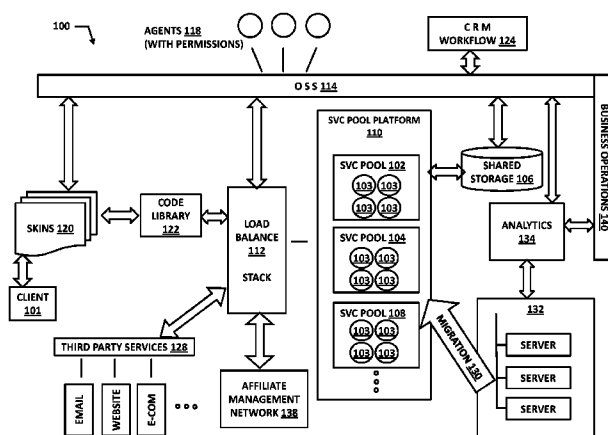 100
AGENTS 118
(WITH PERMISSIONS)
C R M
WORKFLOW 124
O S S 114
BUSINESS OPERATIONS 140
SVC POOL PLATFORM
110
SVC POOL 102
103 103
103 103
SHARED
STORAGE 106
SKINS 120
CODE
LIBRARY
122
LOAD
BALANCE
112
STACK
SVC POOL 104
103 103
103 103
ANALYTICS
134
CLIENT
101
SVC POOL 108
103 103
103 103
MIGRATION 130
132
SERVER
SERVER
SERVER
THIRD PARTY SERVICES 128
EMAIL
WEBSITE
E-COM
AFFILIATE
MANAGEMENT
NETWORK 138